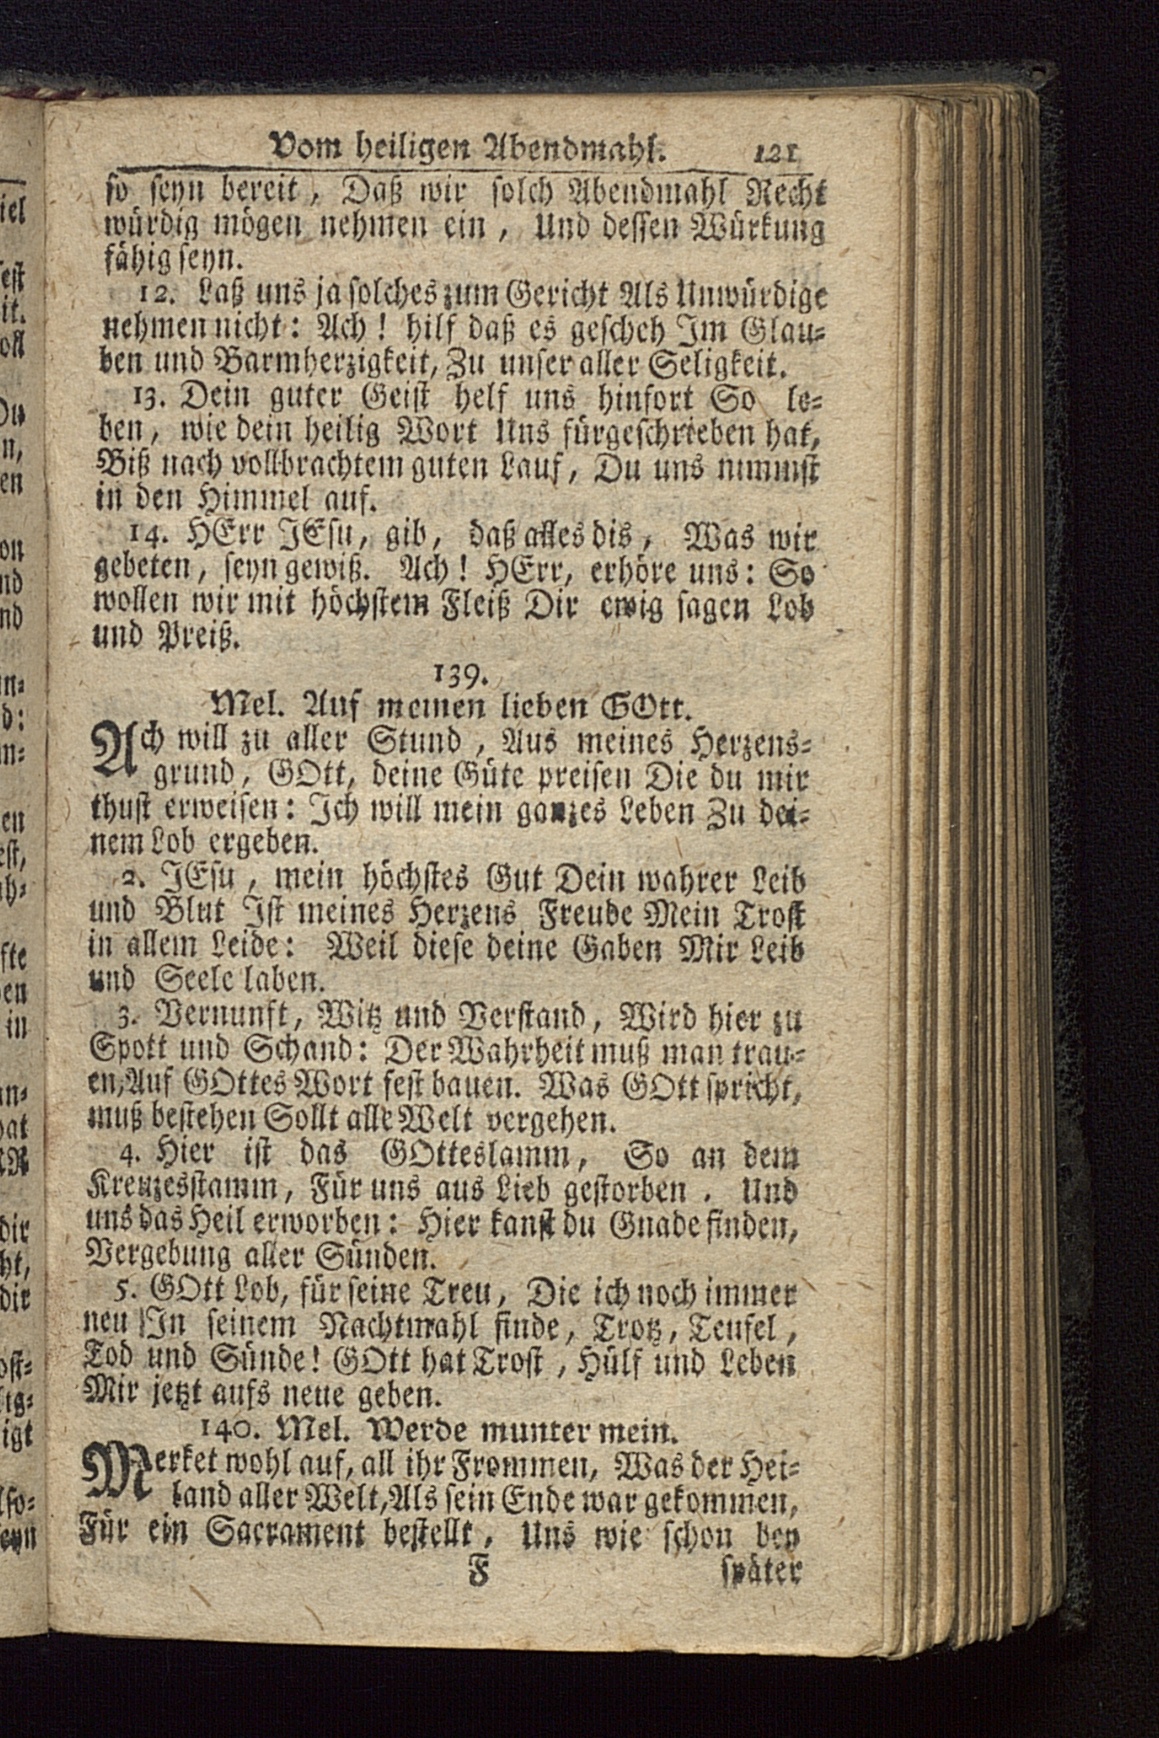 Vom heiligen Abendmahl. 121
so seyn bereit, Daß wir solch Abendmahl Recht
würdig mögen nehmen ein, Und dessen Würkung
fähig seyn.
12. Laß uns ja solches zum Gericht Als Unwürdige
nehmen nicht: Ach! hilf daß es gescheh Im Glau-
ben und Barmherzigkeit, Zu unser aller Seligkeit.
13. Dein guter Geist helf uns hinfort So le-
ben, wie dein heilig Wort Uns fürgeschrieben hat,
Biß nach vollbrachtem guten Lauf, Du uns nimmst
in den Himmel auf.
14. HErr JEsu, gib, daß alles dis, Was wir
gebeten, seyn gewiß. Ach! HErr, erhöre uns: So
wollen wir mit höchstem Fleiß Dir ewig sagen Lob
und Preiß.
139.
Mel. Auf meinen lieben GOtt.
Ach will zu aller Stund, Aus meines Herzens-
grund, GOtt, deine Güte preisen Die du mir
thust erweisen: Ich will mein ganzes Leben Zu dei-
nem Lob ergeben.
2. JEsu, mein höchstes Gut Dein wahrer Leib
und Blut Ist meines Herzens Freude Mein Trost
in allem Leide: Weil diese deine Gaben Mir Leib
und Seele laben.
3. Vernunft, Witz und Verstand, Wird hier zu
Spott und Schand: Der Wahrheit muß man trau-
en, Auf GOttes Wort fest bauen. Was GOtt spricht,
muß bestehen Sollt alle Welt vergehen.
4. Hier ist das GOtteslamm, So an dem
Kreuzesstamm, Für uns aus Lieb gestorben. Und
uns das Heil erworben: Hier kanst du Gnade finden,
Vergebung aller Sünden.
5. GOtt Lob, für seine Treu, Die ich noch immer
neu In seinem Nachtmahl finde, Trotz, Teufel,
Tod und Sünde! GOtt hat Trost, Hülf und Leben
Mir jetzt aufs neue geben.
140. Mel. Werde munter mein.
Merket wohl auf, all ihr Frommen, Was der Hei-
land aller Welt, Als sein Ende war gekommen,
Für ein Sacrament bestellt, Uns wie schon bey
F später